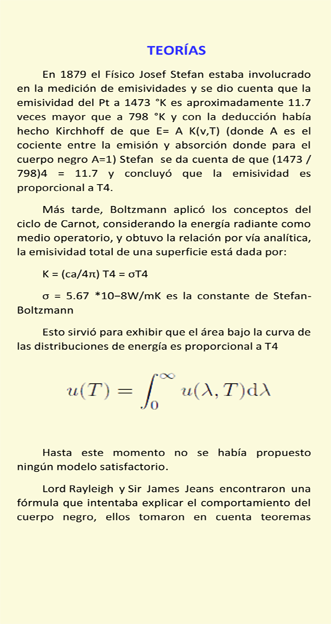 TEORÍAS
En 1879 el Físico Josef Stefan estaba involucrado
en la medición de emisividades y se dio cuenta que la
emisividad del Pt a 1473 °K es aproximadamente 11.7
veces mayor que a 798 °K y con la deducción había
hecho Kirchhoff de que E= A K(ν,T) (donde A es el
cociente entre la emisión y absorción donde para el
cuerpo negro A=1) Stefan se da cuenta de que (1473 /
798)4 = 11.7 y concluyó que la emisividad es
proporcional a T4.
Más tarde, Boltzmann aplicó los conceptos del
ciclo de Carnot, considerando la energía radiante como
medio operatorio, y obtuvo la relación por vía analítica,
la emisividad total de una superficie está dada por:
K = (ca/4π) T4 = σT4
σ = 5.67 *10−8W/mK es la constante de Stefan-
Boltzmann
Esto sirvió para exhibir que el área bajo la curva de
las distribuciones de energía es proporcional a T4
u(T) = ∫₀^∞ u(λ, T)dλ
Hasta este momento no se había propuesto
ningún modelo satisfactorio.
Lord Rayleigh y Sir James Jeans encontraron una
fórmula que intentaba explicar el comportamiento del
cuerpo negro, ellos tomaron en cuenta teoremas